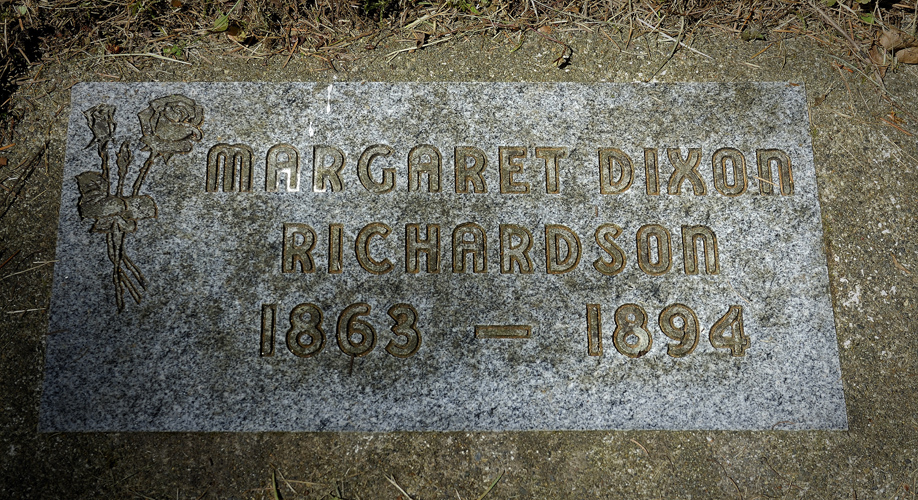 MARGARET DIXON
RICHARDSON
1863 – 1894